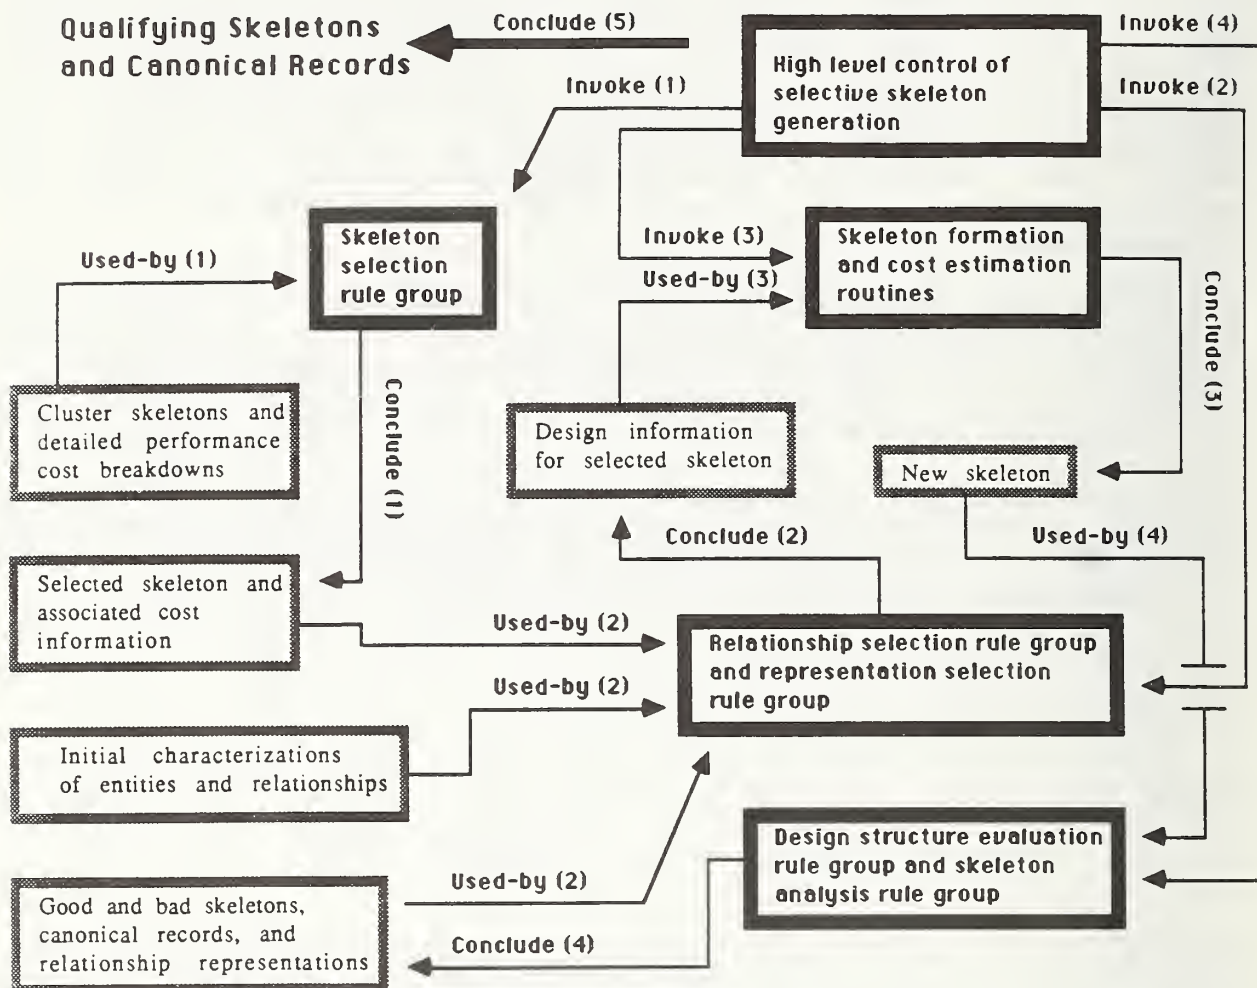 Qualifying Skeletons
and Canonical Records
Conclude (5)
Invoke (4)
High level control of
selective skeleton
generation
Invoke (1)
Invoke (2)
Skeleton
selection
rule group
Used-by (1)
Invoke (3)
Used-by (3)
Skeleton formation
and cost estimation
routines
Conclude (3)
Cluster skeletons and
detailed performance
cost breakdowns
Conclude (1)
Design information
for selected skeleton
New skeleton
Conclude (2)
Used-by (4)
Selected skeleton and
associated cost
information
Used-by (2)
Relationship selection rule group
and representation selection
rule group
Used-by (2)
Initial characterizations
of entities and relationships
Design structure evaluation
rule group and skeleton
analysis rule group
Used-by (2)
Good and bad skeletons,
canonical records, and
relationship representations
Conclude (4)